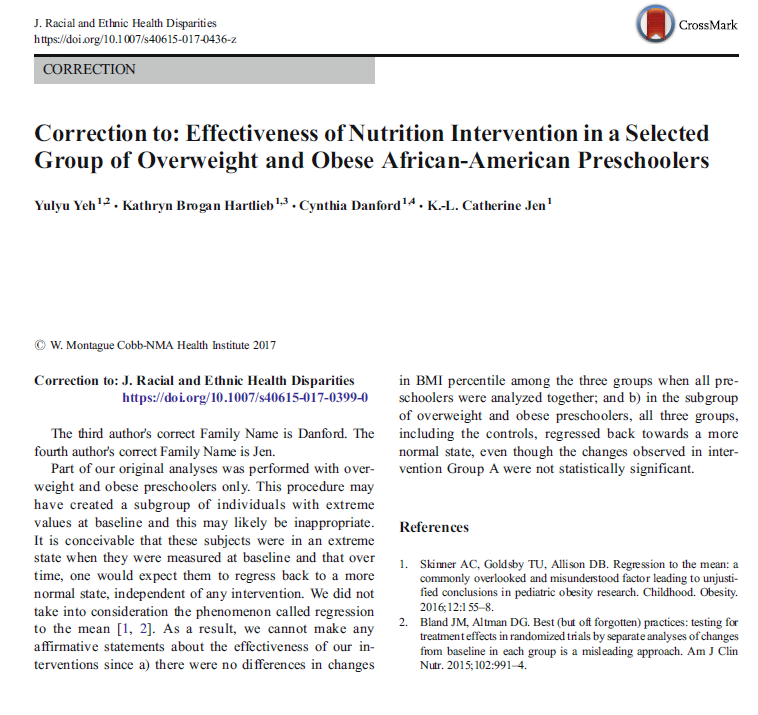 J. Racial and Ethnic Health Disparities
https://doi.org/10.1007/s40615-017-0436-z
CrossMark
CORRECTION
Correction to: Effectiveness of Nutrition Intervention in a Selected
Group of Overweight and Obese African-American Preschoolers
Yulyu Yeh1,2 · Kathryn Brogan Hartlieb1,3 · Cynthia Danford1,4 · K.-L. Catherine Jen1
© W. Montague Cobb-NMA Health Institute 2017
Correction to: J. Racial and Ethnic Health Disparities
https://doi.org/10.1007/s40615-017-0399-0
The third author's correct Family Name is Danford. The
fourth author's correct Family Name is Jen.
Part of our original analyses was performed with over-
weight and obese preschoolers only. This procedure may
have created a subgroup of individuals with extreme
values at baseline and this may likely be inappropriate.
It is conceivable that these subjects were in an extreme
state when they were measured at baseline and that over
time, one would expect them to regress back to a more
normal state, independent of any intervention. We did not
take into consideration the phenomenon called regression
to the mean [1, 2]. As a result, we cannot make any
affirmative statements about the effectiveness of our in-
terventions since a) there were no differences in changes
in BMI percentile among the three groups when all pre-
schoolers were analyzed together; and b) in the subgroup
of overweight and obese preschoolers, all three groups,
including the controls, regressed back towards a more
normal state, even though the changes observed in inter-
vention Group A were not statistically significant.
References
1. Skinner AC, Goldsby TU, Allison DB. Regression to the mean: a
commonly overlooked and misunderstood factor leading to unjusti-
fied conclusions in pediatric obesity research. Childhood. Obesity.
2016;12:155–8.
2. Bland JM, Altman DG. Best (but oft forgotten) practices: testing for
treatment effects in randomized trials by separate analyses of changes
from baseline in each group is a misleading approach. Am J Clin
Nutr. 2015;102:991–4.